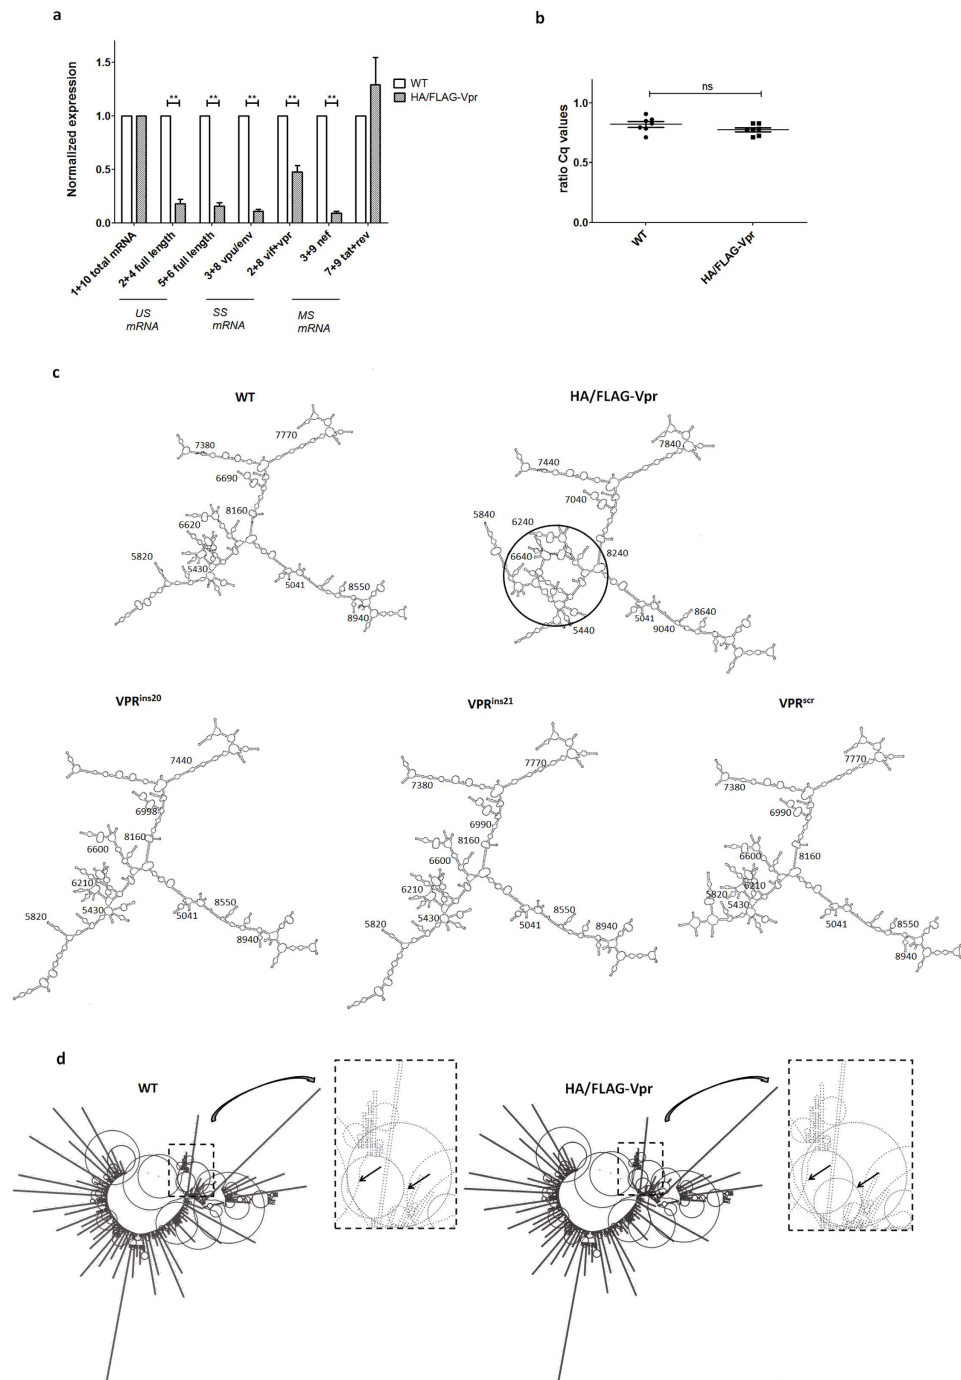 a
Normalized expression
1.5
1.0
0.5
0.0
** ** ** ** **
WT
HA/FLAG-Vpr
1+10 total mRNA
2+4 full length
5+6 full length
3+8 vpu/env
2+8 vif+vpr
3+9 nef
7+9 tat+rev
US mRNA
SS mRNA
MS mRNA
b
ratio Cq values
1.0
0.5
0.0
ns
WT
HA/FLAG-Vpr
c
WT
7770
7380
6690
8160
6620
5820
5430
5041
8550
8940
HA/FLAG-Vpr
7840
7440
7040
5840
6240
8240
6640
5440
5041
9040
8640
VPRins20
7440
6998
8160
6600
6210
5820
5430
5041
8550
8940
VPRins21
7770
7380
6990
8160
6600
6210
5820
5430
5041
8550
8940
VPRscr
7770
7380
6990
8160
6600
6210
5820
5430
5041
8550
8940
d
WT
HA/FLAG-Vpr